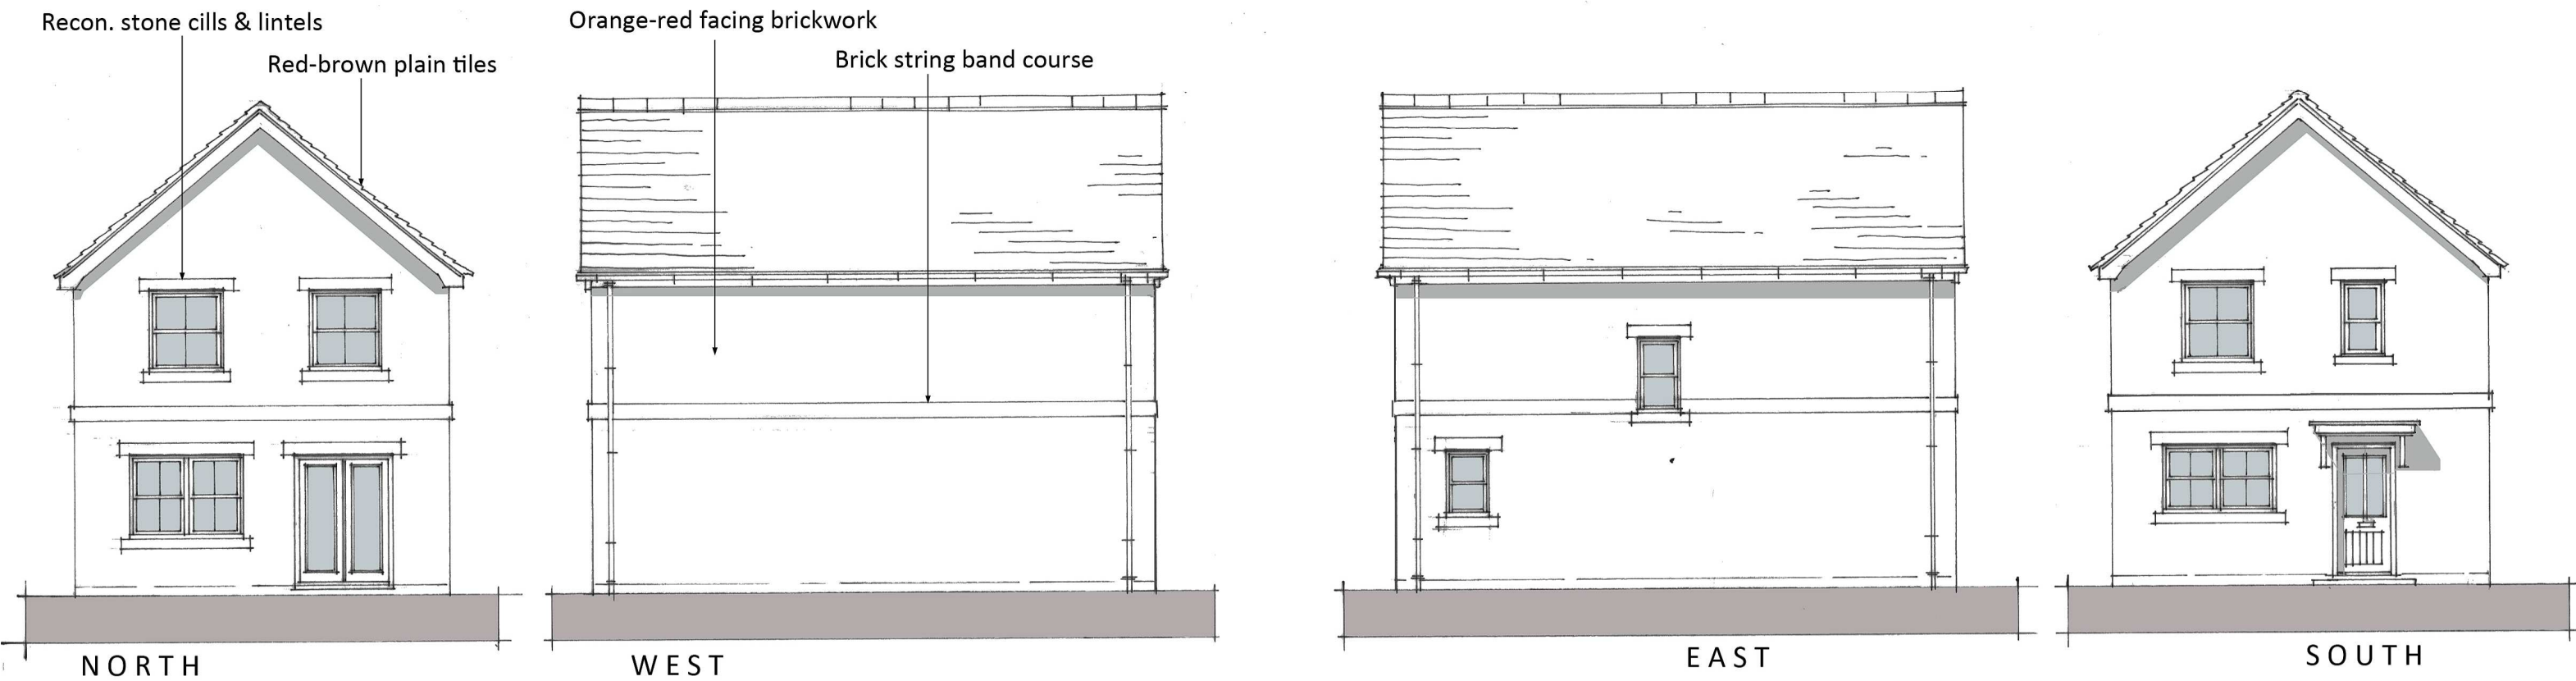 Recon. stone cills & lintels
Red-brown plain tiles
Orange-red facing brickwork
Brick string band course
NORTH
WEST
EAST
SOUTH